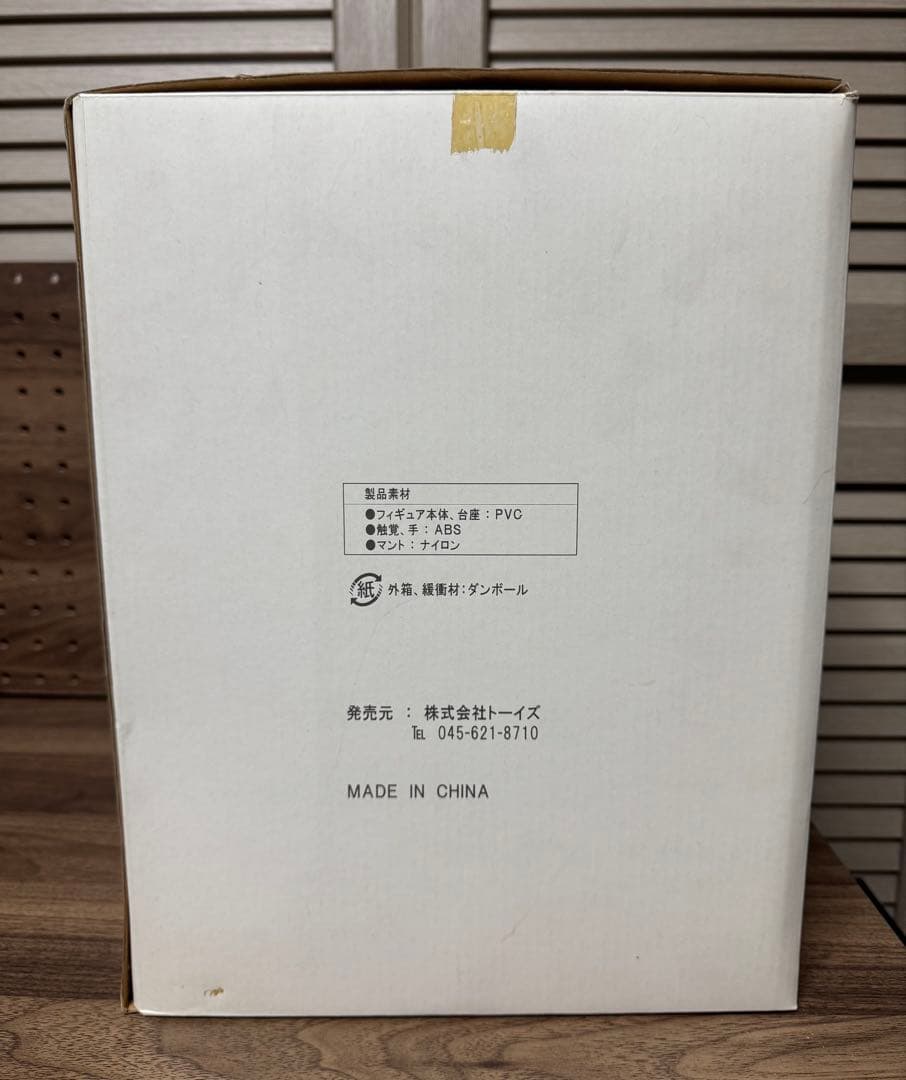 製品素材
●フィギュア本体、台座：PVC
●触覚、手：ABS
●マント：ナイロン
紙 外箱、緩衝材：ダンボール
発売元 ： 株式会社トーイズ
℡ 045-621-8710
MADE IN CHINA